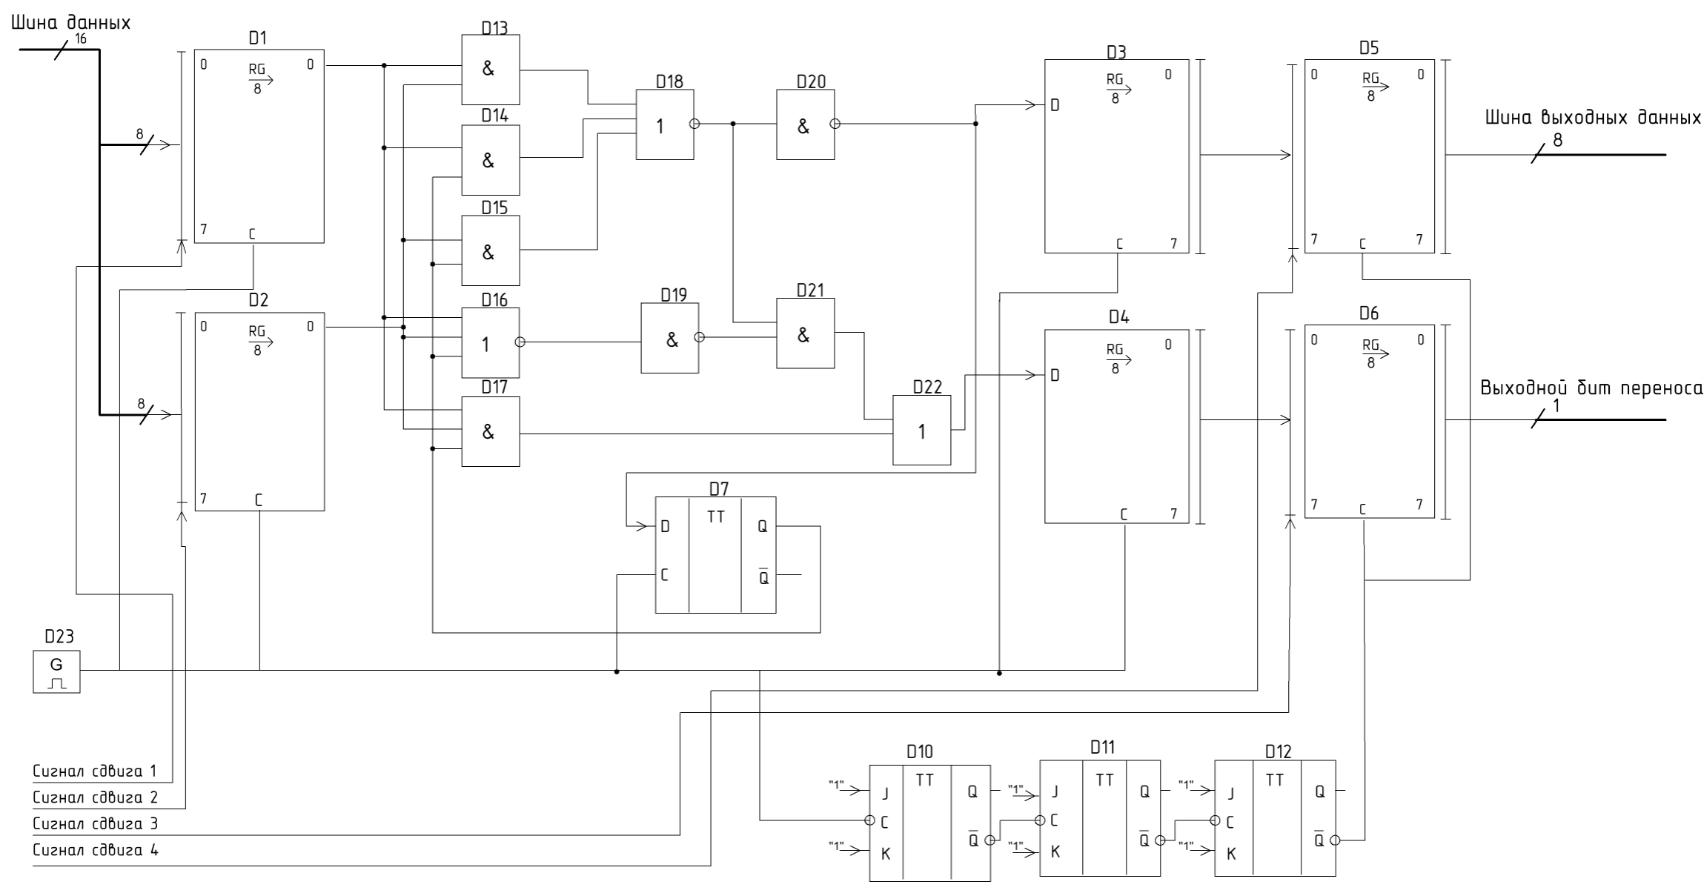 Шина данных
16
D1
0
RG
8
0
8
7
C
D2
0
RG
8
0
8
7
C
D13
&
D14
&
D15
&
D16
1
D17
&
D18
1
D19
&
D20
&
D21
&
D22
1
D3
0
RG
8
D
C
7
D4
0
RG
8
D
C
7
D5
0
RG
8
0
7
C
7
D6
0
RG
8
0
7
C
7
Шина выходных данных
8
Выходной бит переноса
1
D7
TT
D
Q
C
Q̅
D23
G
Сигнал сдвига 1
Сигнал сдвига 2
Сигнал сдвига 3
Сигнал сдвига 4
D10
TT
"1"
J
Q
C
Q̅
"1"
K
D11
TT
"1"
J
Q
C
Q̅
"1"
K
D12
TT
"1"
J
Q
C
Q̅
"1"
K